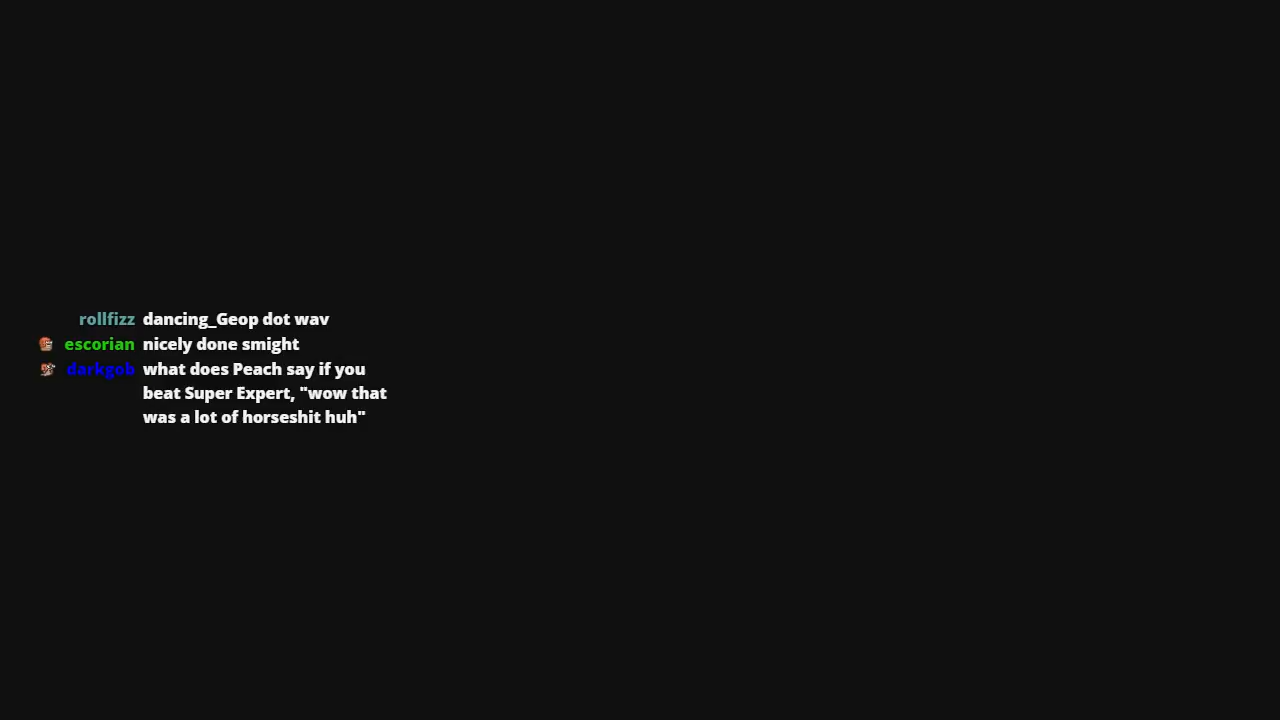 rollfizz dancing_Geop dot wav
escorian nicely done smight
darkgob what does Peach say if you
beat Super Expert, "wow that
was a lot of horseshit huh"